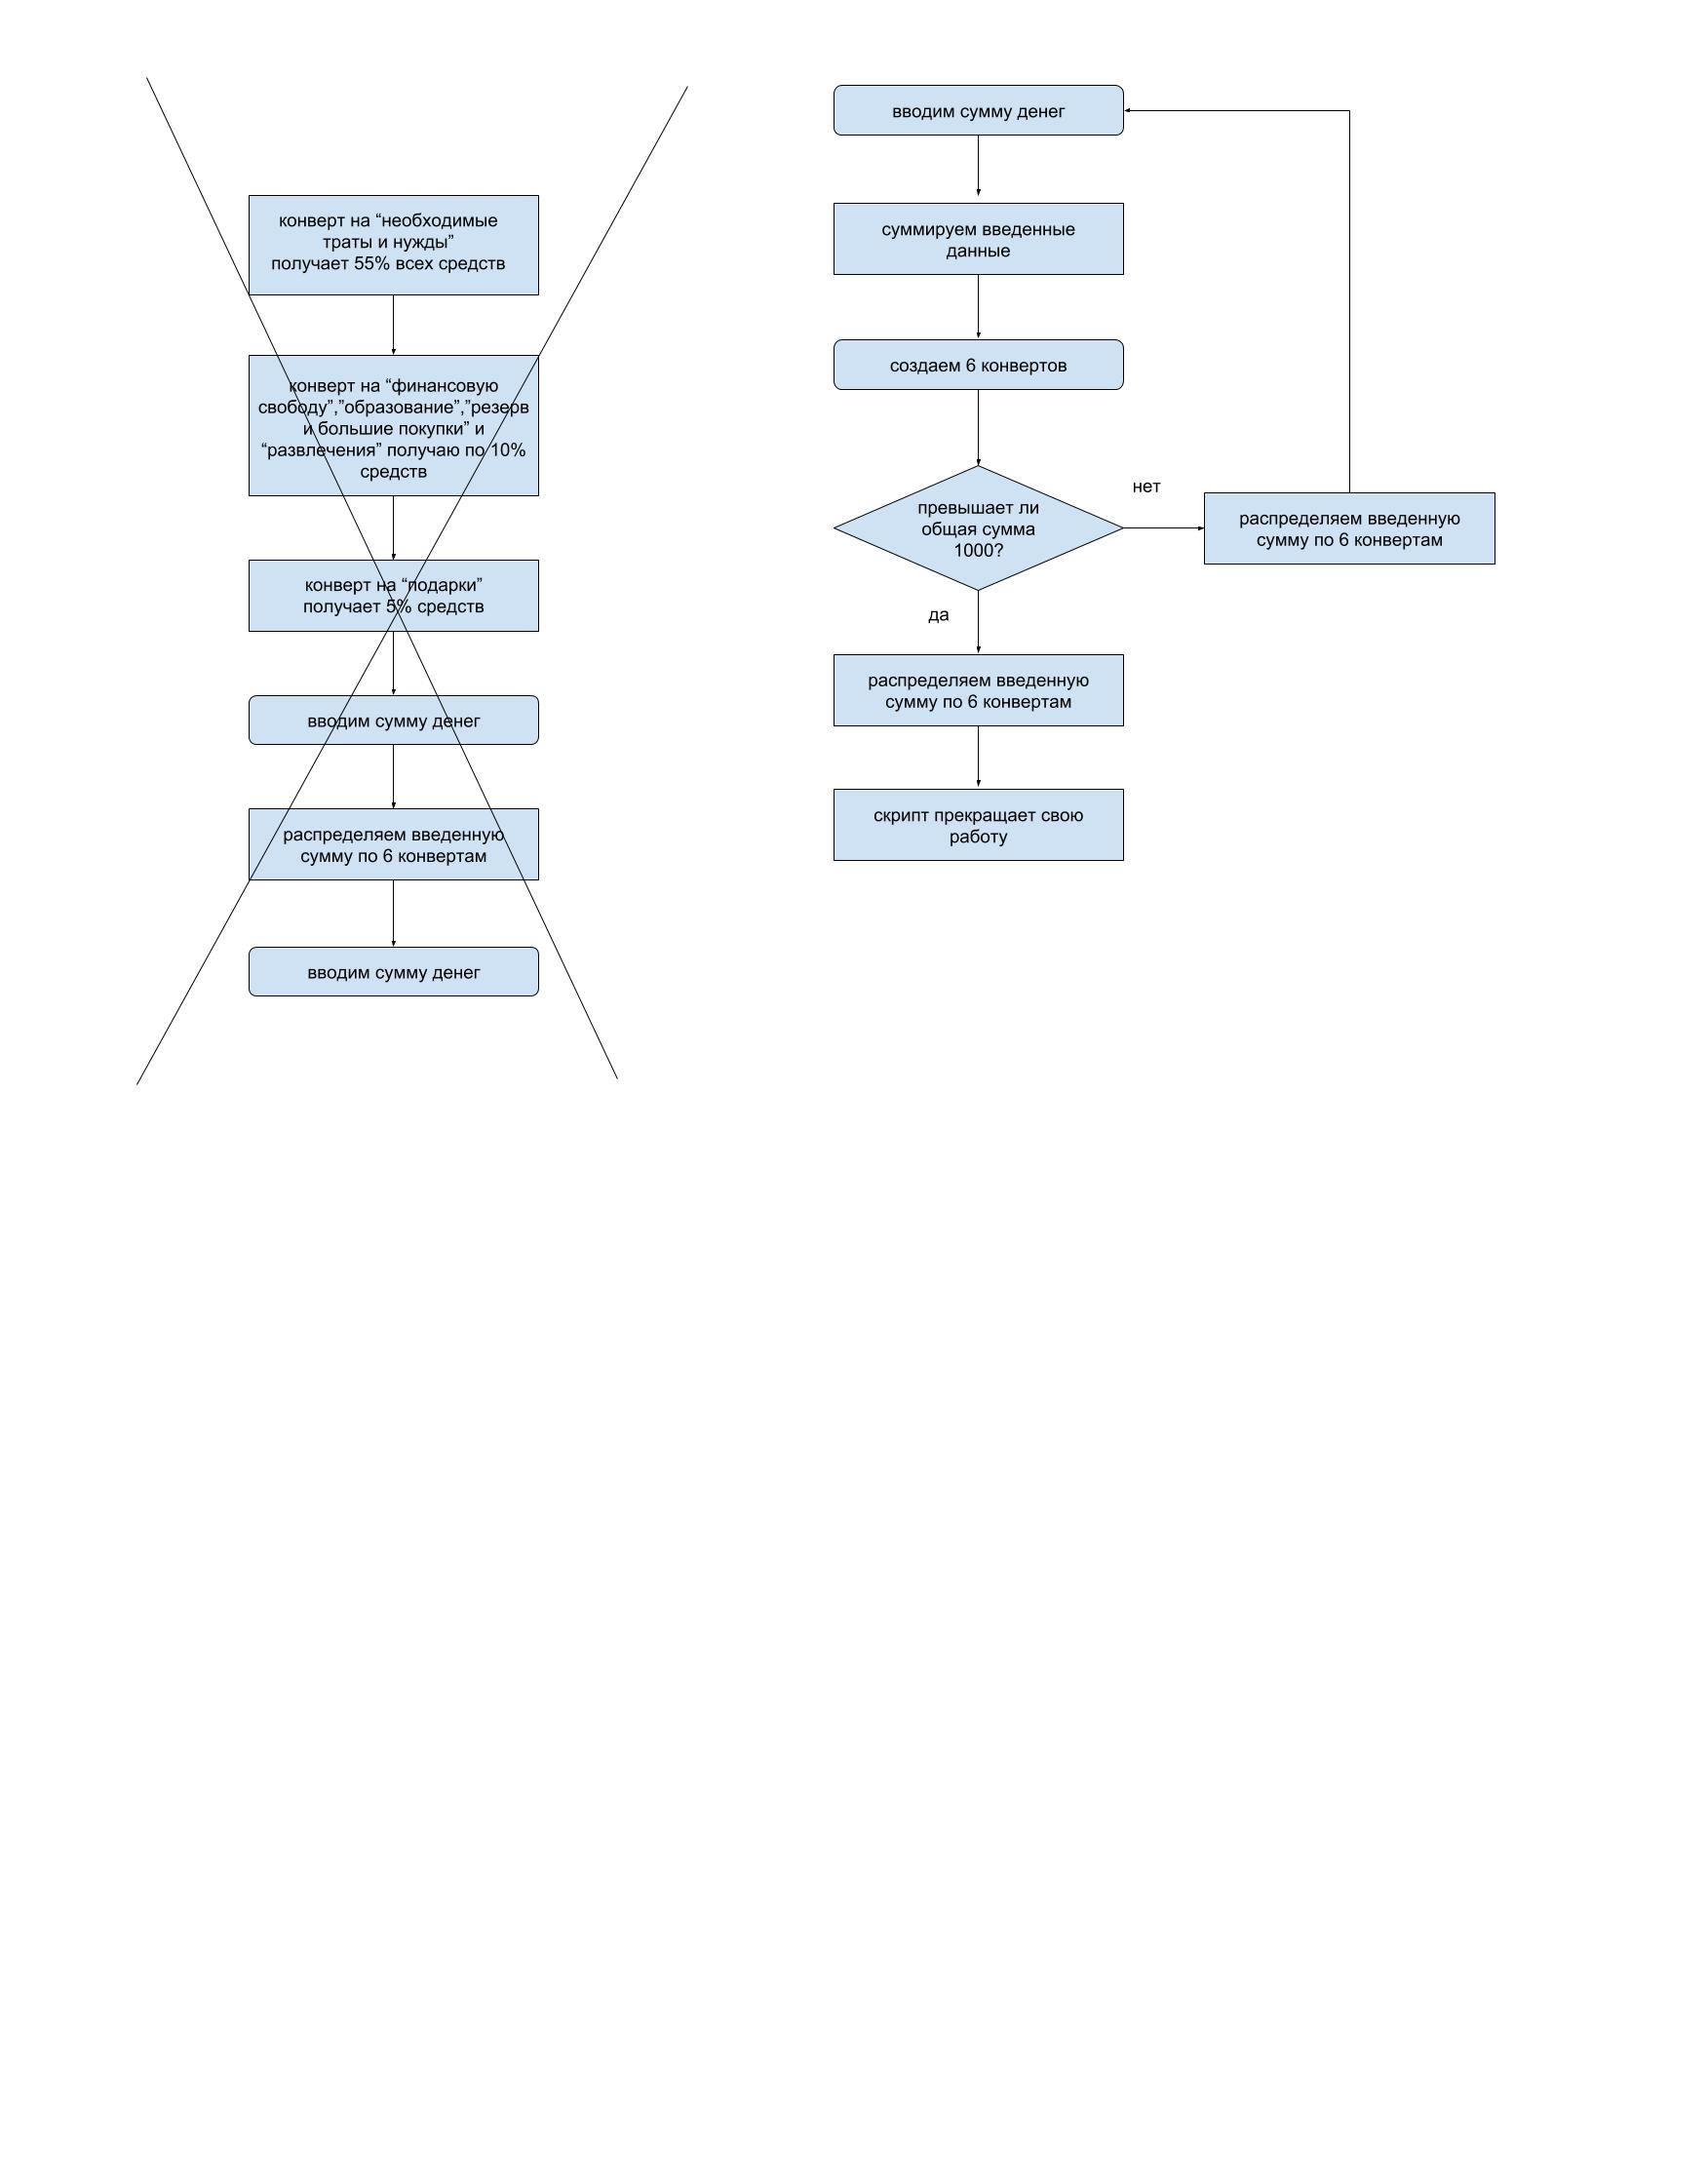 конверт на “необходимые
траты и нужды”
получает 55% всех средств
конверт на “финансовую
свободу”,”образование”,”резерв
и большие покупки” и
“развлечения” получаю по 10%
средств
конверт на “подарки”
получает 5% средств
вводим сумму денег
распределяем введенную
сумму по 6 конвертам
вводим сумму денег
вводим сумму денег
суммируем введенные
данные
создаем 6 конвертов
превышает ли
общая сумма
1000?
нет
распределяем введенную
сумму по 6 конвертам
да
распределяем введенную
сумму по 6 конвертам
скрипт прекращает свою
работу